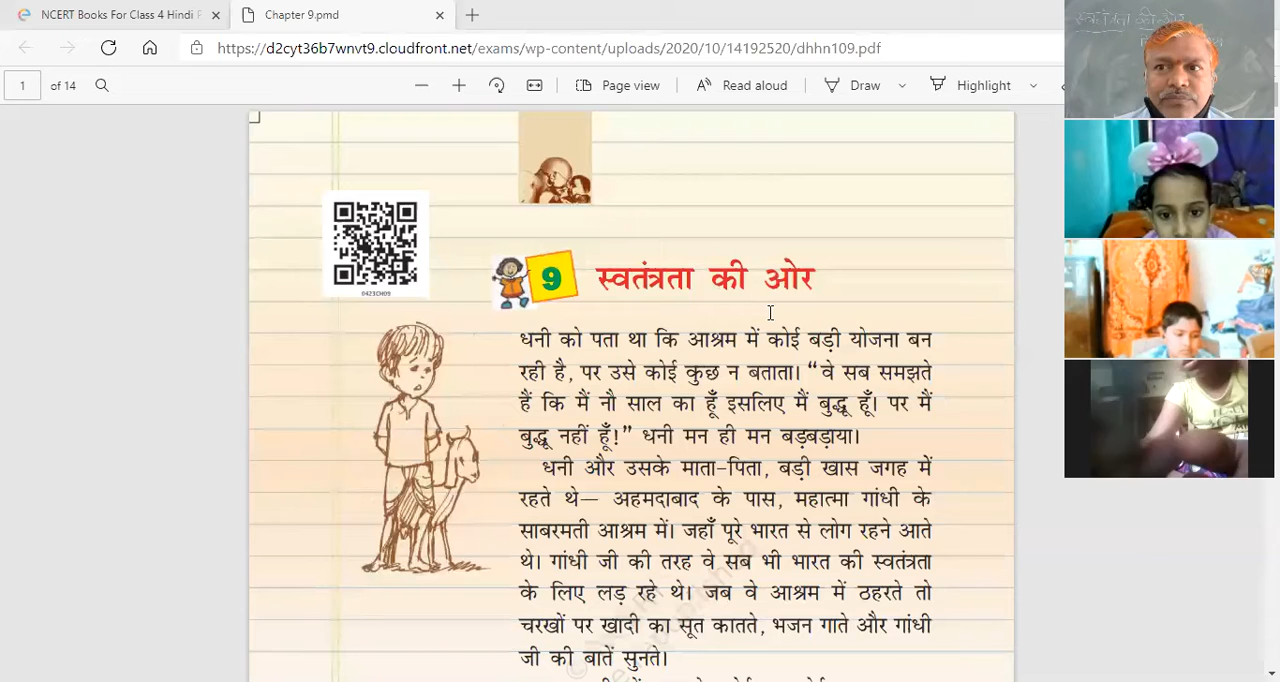 NCERT Books For Class 4 Hindi
Chapter 9.pmd
https://d2cyt36b7wnvt9.cloudfront.net/exams/wp-content/uploads/2020/10/14192520/dhhn109.pdf
1 of 14
Page view
Read aloud
Draw
Highlight
0423CH09
9 स्वतंत्रता की ओर
धनी को पता था कि आश्रम में कोई बड़ी योजना बन
रही है, पर उसे कोई कुछ न बताता। “वे सब समझते
हैं कि मैं नौ साल का हूँ इसलिए मैं बुद्धू हूँ। पर मैं
बुद्धू नहीं हूँ!” धनी मन ही मन बड़बड़ाया।
धनी और उसके माता-पिता, बड़ी खास जगह में
रहते थे— अहमदाबाद के पास, महात्मा गांधी के
साबरमती आश्रम में। जहाँ पूरे भारत से लोग रहने आते
थे। गांधी जी की तरह वे सब भी भारत की स्वतंत्रता
के लिए लड़ रहे थे। जब वे आश्रम में ठहरते तो
चरखों पर खादी का सूत कातते, भजन गाते और गांधी
जी की बातें सुनते।
स्वतंत्रता की ओर